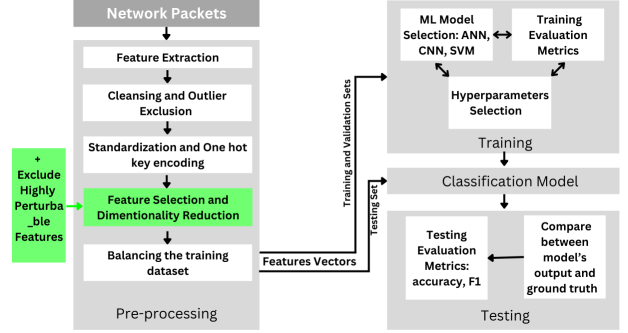 Network Packets
Feature Extraction
Cleansing and Outlier
Exclusion
Standardization and One hot
key encoding
+
Exclude
Highly
Perturba
_ble
Features
Feature Selection and
Dimentionality Reduction
Balancing the training
dataset
Pre-processing
Features Vectors
Training and Validation Sets
Testing Set
ML Model
Selection: ANN,
CNN, SVM
Training
Evaluation
Metrics
Hyperparameters
Selection
Training
Classification Model
Testing
Evaluation
Metrics:
accuracy, F1
Compare
between
model's
output and
ground truth
Testing